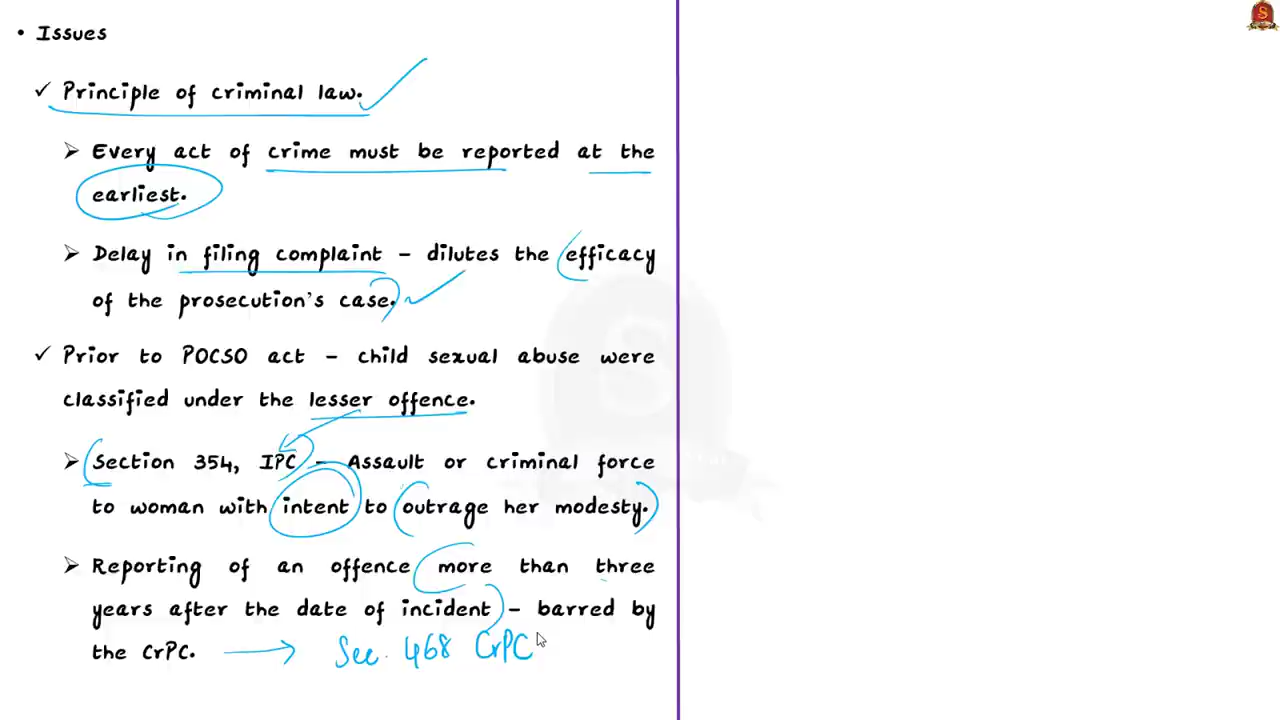 • Issues
✓ Principle of criminal law.
➤ Every act of crime must be reported at the
earliest.
➤ Delay in filing complaint – dilutes the efficacy
of the prosecution's case.
✓ Prior to POCSO act – child sexual abuse were
classified under the lesser offence.
➤ Section 354, IPC – Assault or criminal force
to woman with intent to outrage her modesty.
➤ Reporting of an offence more than three
years after the date of incident – barred by
the CrPC. → Sec. 468 CrPC
S
S